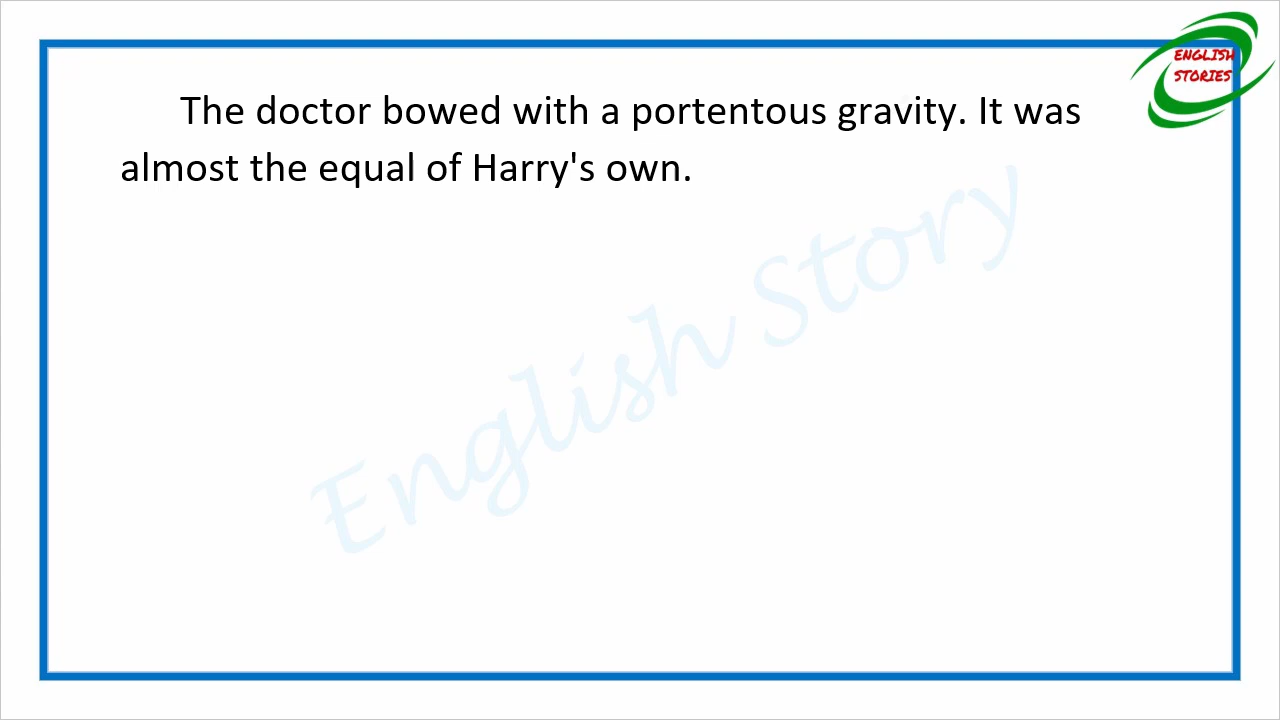 ENGLISH
STORIES
The doctor bowed with a portentous gravity. It was
almost the equal of Harry's own.
English Story